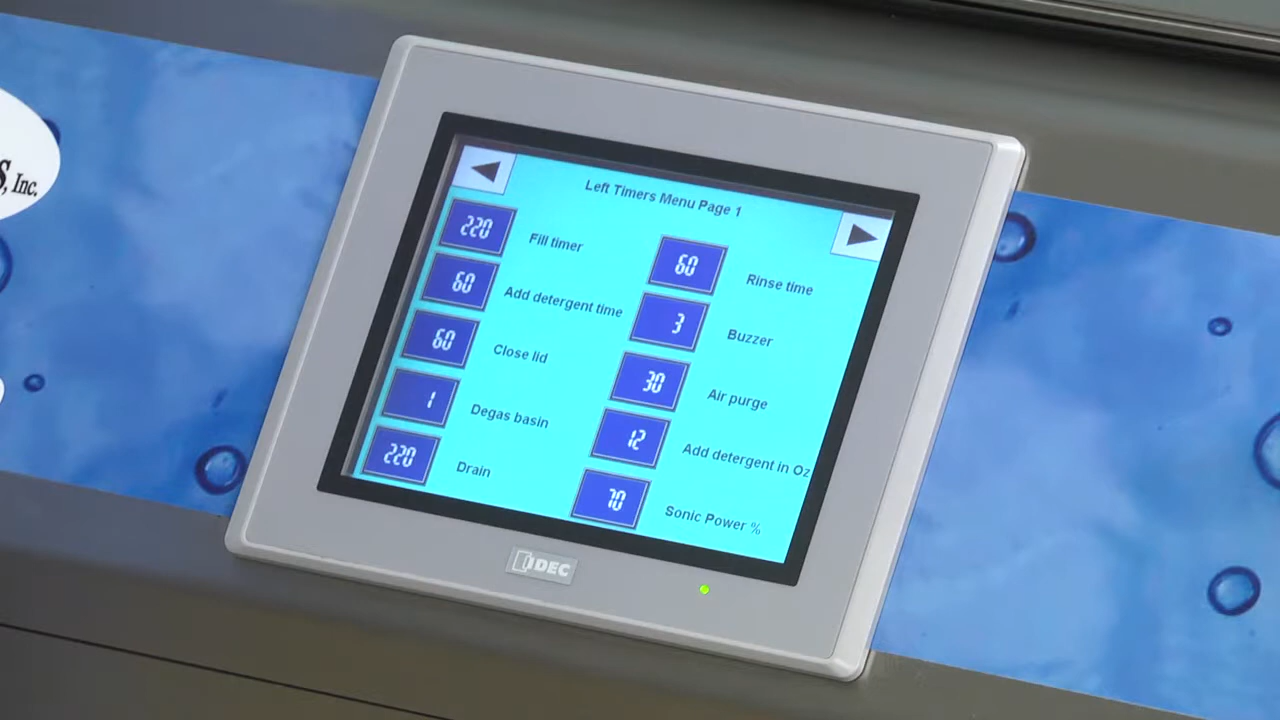 S, Inc.
Left Timers Menu Page 1
220 Fill timer
60 Add detergent time
60 Close lid
1 Degas basin
220 Drain
60 Rinse time
3 Buzzer
30 Air purge
12 Add detergent in Oz
70 Sonic Power %
IDEC